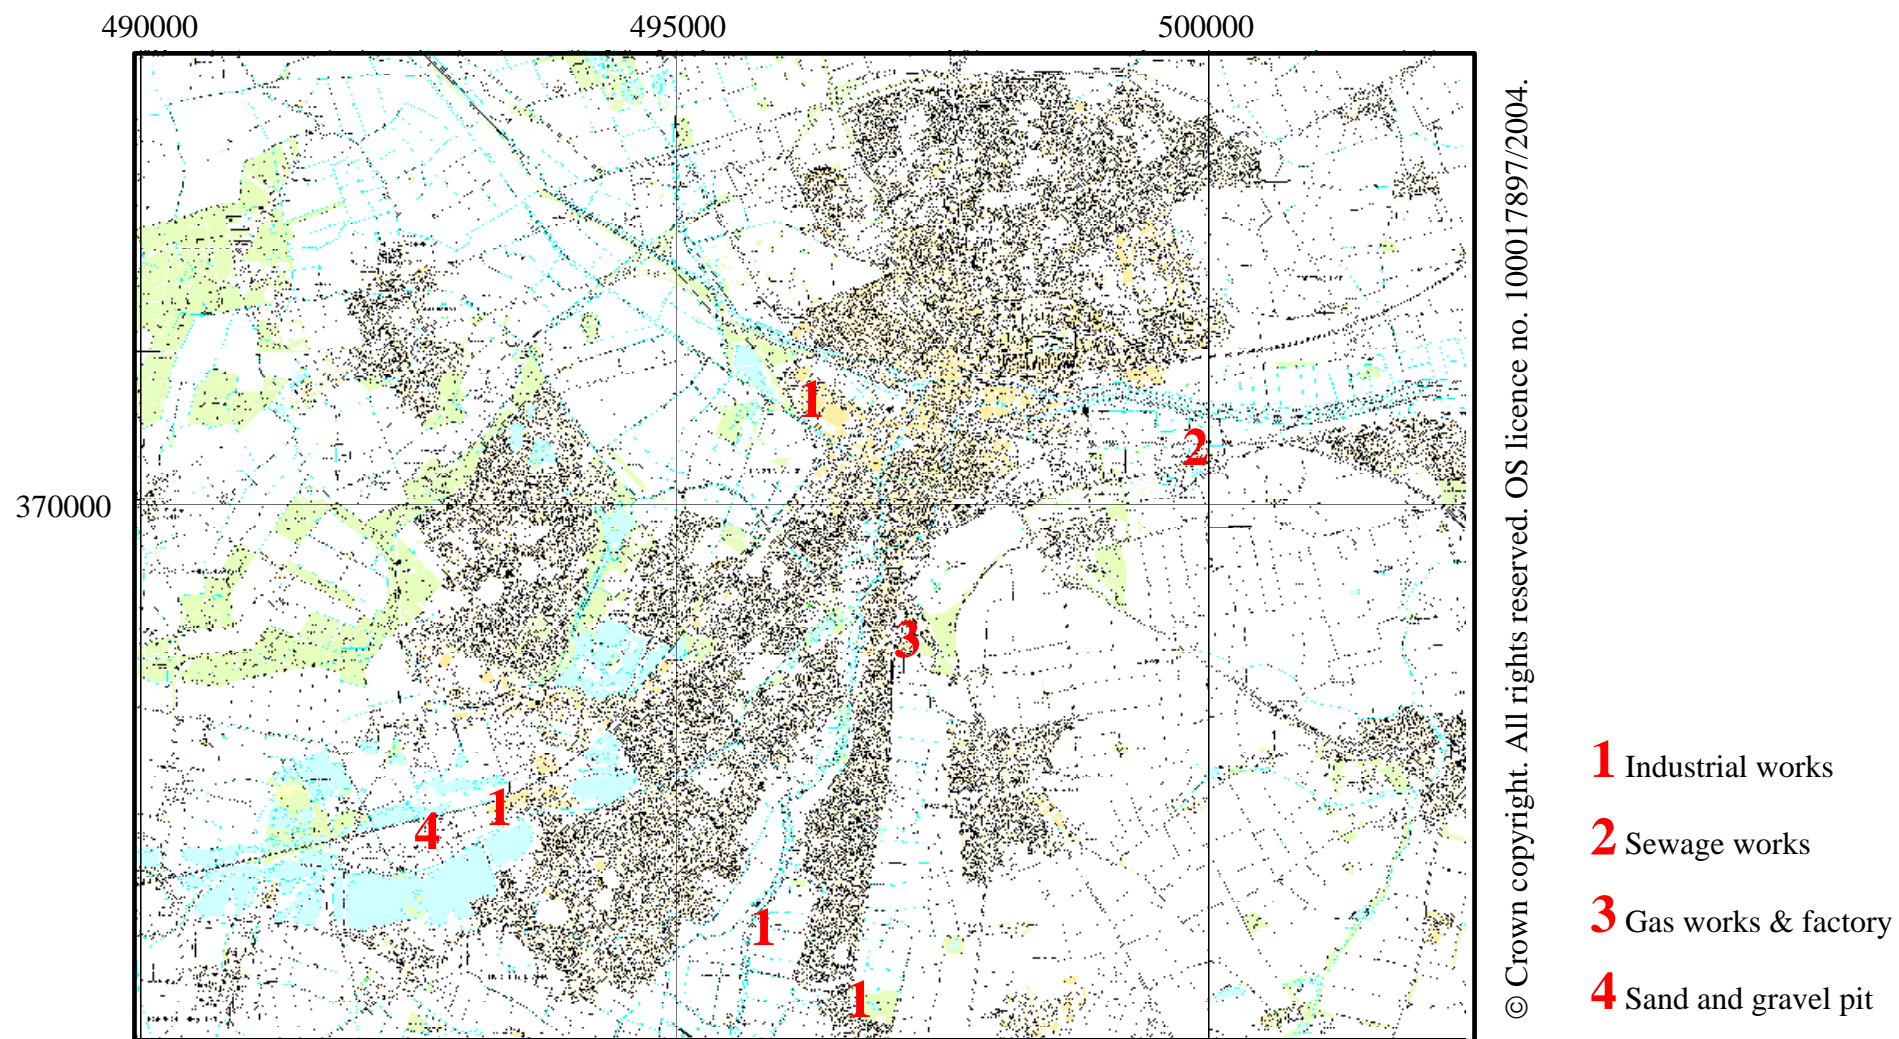 490000 495000 500000
370000
1
2
3
1
4
1
1
© Crown copyright. All rights reserved. OS licence no. 100017897/2004.
1 Industrial works
2 Sewage works
3 Gas works & factory
4 Sand and gravel pit